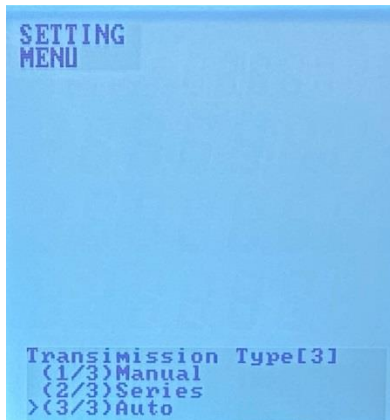 SETTING
MENU
Transimission Type[3]
(1/3)Manual
(2/3)Series
>(3/3)Auto